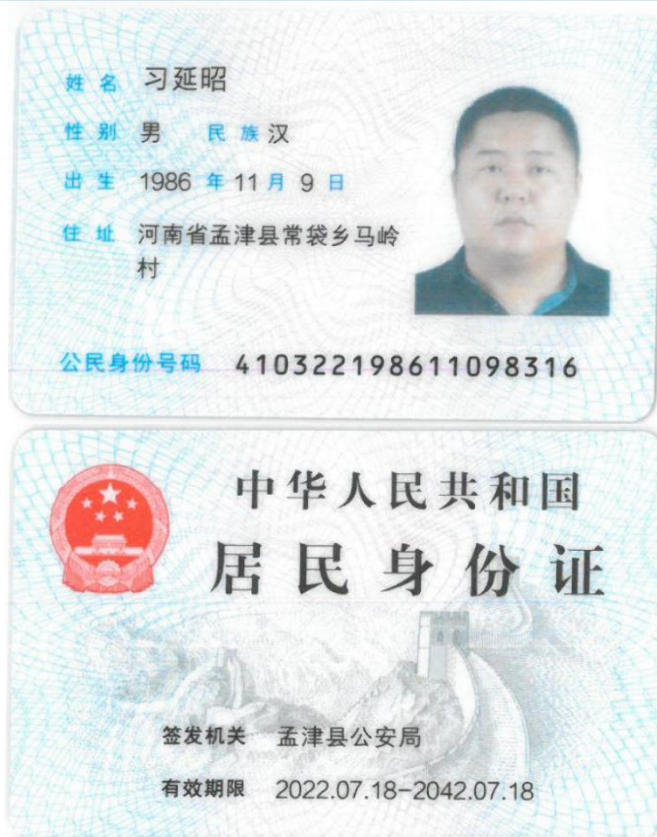 姓名 习延昭
性别 男 民族 汉
出生 1986 年 11 月 9 日
住址 河南省孟津县常袋乡马岭
村
公民身份号码 410322198611098316
中华人民共和国
居民身份证
签发机关 孟津县公安局
有效期限 2022.07.18-2042.07.18